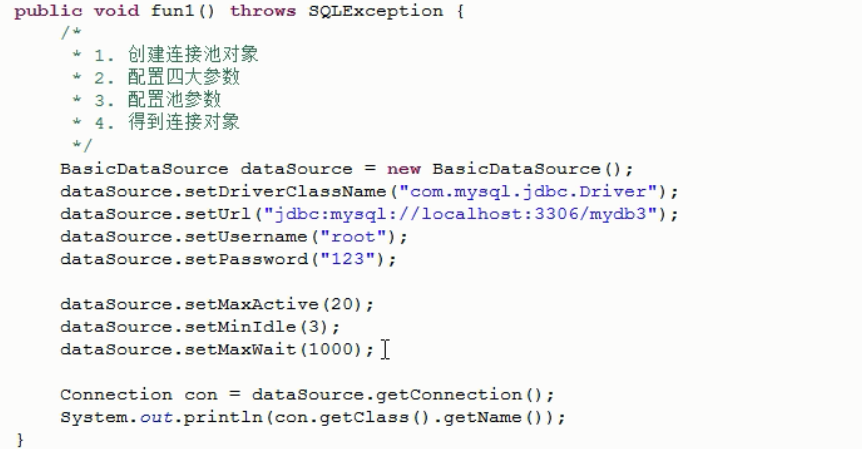 public void fun1() throws SQLException {
/*
* 1. 创建连接池对象
* 2. 配置四大参数
* 3. 配置池参数
* 4. 得到连接对象
*/
BasicDataSource dataSource = new BasicDataSource();
dataSource.setDriverClassName("com.mysql.jdbc.Driver");
dataSource.setUrl("jdbc:mysql://localhost:3306/mydb3");
dataSource.setUsername("root");
dataSource.setPassword("123");
dataSource.setMaxActive(20);
dataSource.setMinIdle(3);
dataSource.setMaxWait(1000);
Connection con = dataSource.getConnection();
System.out.println(con.getClass().getName());
}